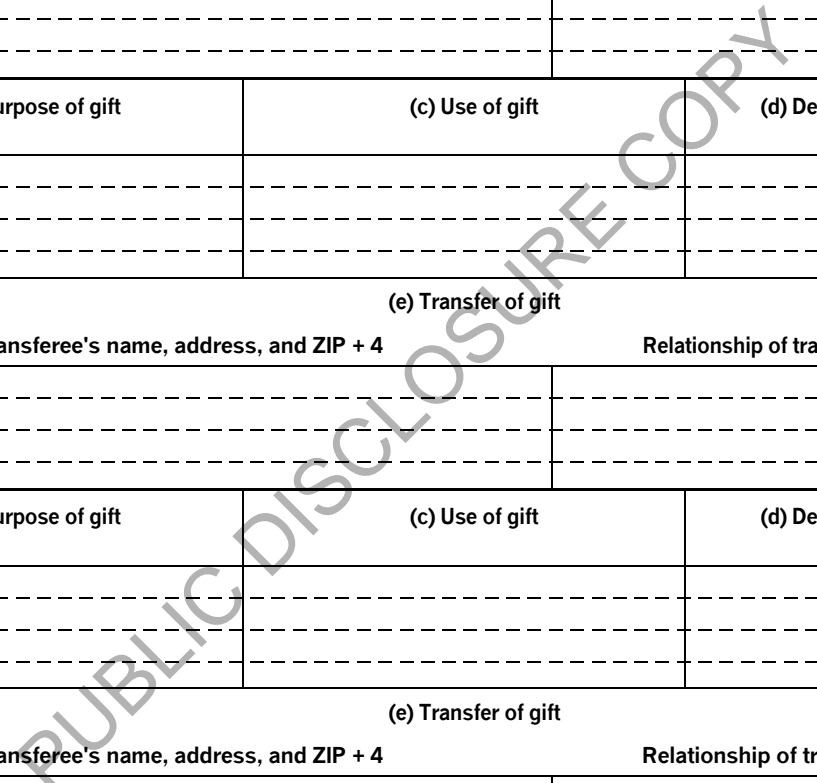 urpose of gift (c) Use of gift (d) De
(e) Transfer of gift
ansferee's name, address, and ZIP + 4 Relationship of tra
urpose of gift (c) Use of gift (d) De
(e) Transfer of gift
ansferee's name, address, and ZIP + 4 Relationship of tr
PUBLIC DISCLOSURE COPY